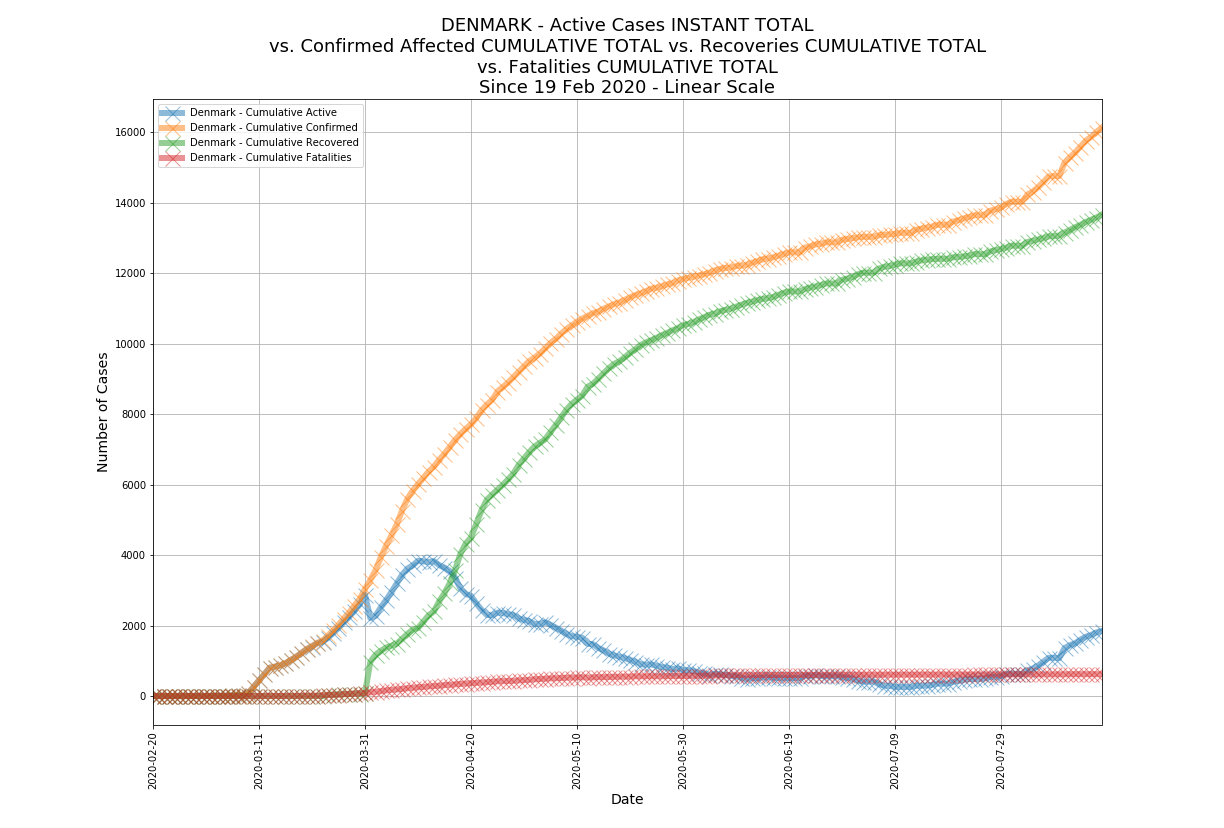 DENMARK - Active Cases INSTANT TOTAL
vs. Confirmed Affected CUMULATIVE TOTAL vs. Recoveries CUMULATIVE TOTAL
vs. Fatalities CUMULATIVE TOTAL
Since 19 Feb 2020 - Linear Scale
Denmark - Cumulative Active
Denmark - Cumulative Confirmed
Denmark - Cumulative Recovered
Denmark - Cumulative Fatalities
Number of Cases
16000
14000
12000
10000
8000
6000
4000
2000
0
2020-02-20
2020-03-11
2020-03-31
2020-04-20
2020-05-10
2020-05-30
2020-06-19
2020-07-09
2020-07-29
Date